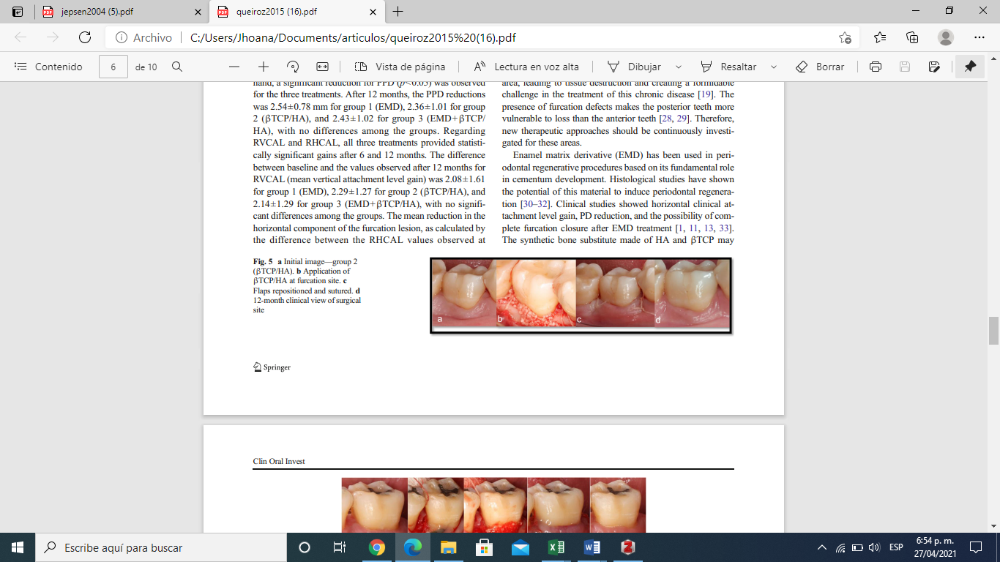 jepsen2004 (5).pdf
queiroz2015 (16).pdf
Archivo
C:/Users/Jhoana/Documents/articulos/queiroz2015%20(16).pdf
Contenido
6
de 10
Vista de página
Lectura en voz alta
Dibujar
Resaltar
Borrar
hand, a significant reduction for PPD (p<0.05) was observed
for the three treatments. After 12 months, the PPD reductions
was 2.54±0.78 mm for group 1 (EMD), 2.36±1.01 for group
2 (βTCP/HA), and 2.43±1.02 for group 3 (EMD+βTCP/
HA), with no differences among the groups. Regarding
RVCAL and RHCAL, all three treatments provided statisti-
cally significant gains after 6 and 12 months. The difference
between baseline and the values observed after 12 months for
RVCAL (mean vertical attachment level gain) was 2.08±1.61
for group 1 (EMD), 2.29±1.27 for group 2 (βTCP/HA), and
2.14±1.29 for group 3 (EMD+βTCP/HA), with no signifi-
cant differences among the groups. The mean reduction in the
horizontal component of the furcation lesion, as calculated by
the difference between the RHCAL values observed at
area, leading to tissue destruction and creating a formidable
challenge in the treatment of this chronic disease [19]. The
presence of furcation defects makes the posterior teeth more
vulnerable to loss than the anterior teeth [28, 29]. Therefore,
new therapeutic approaches should be continuously investi-
gated for these areas.
Enamel matrix derivative (EMD) has been used in peri-
odontal regenerative procedures based on its fundamental role
in cementum development. Histological studies have shown
the potential of this material to induce periodontal regenera-
tion [30–32]. Clinical studies showed horizontal clinical at-
tachment level gain, PD reduction, and the possibility of com-
plete furcation closure after EMD treatment [1, 11, 13, 33].
The synthetic bone substitute made of HA and βTCP may
Fig. 5 a Initial image—group 2
(βTCP/HA). b Application of
βTCP/HA at furcation site. c
Flaps repositioned and sutured. d
12-month clinical view of surgical
site
a
b
c
d
Springer
Clin Oral Invest
Escribe aquí para buscar
ESP
6:54 p. m.
27/04/2021